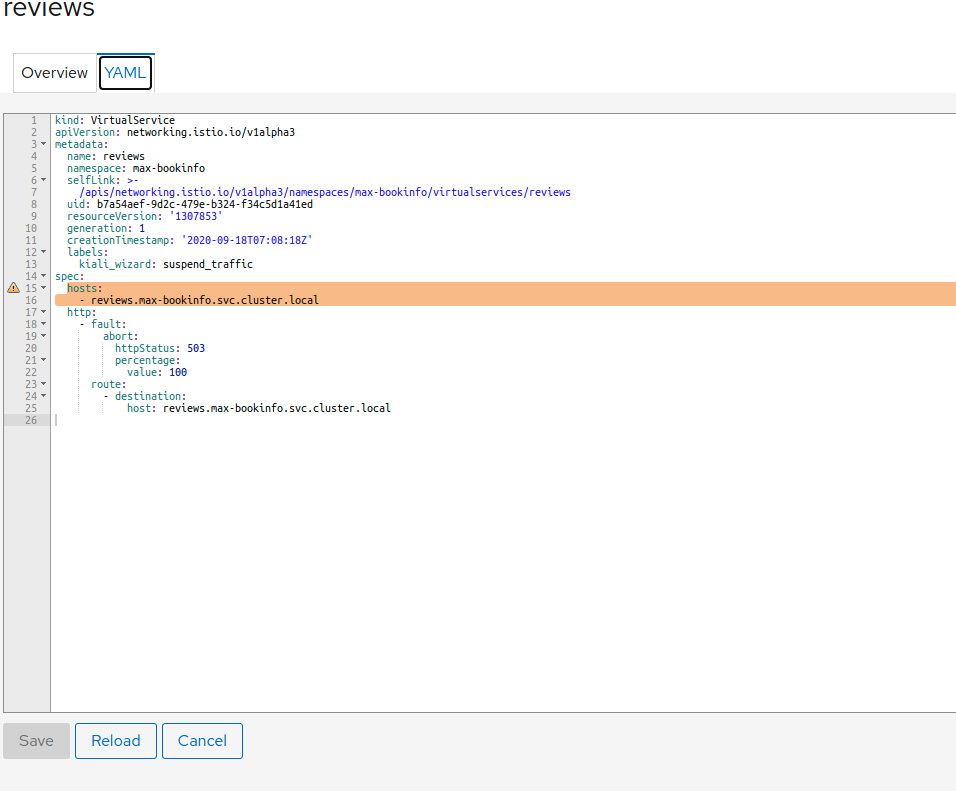 reviews
Overview YAML
1 kind: VirtualService
2 apiVersion: networking.istio.io/v1alpha3
3 metadata:
4 name: reviews
5 namespace: max-bookinfo
6 selfLink: >-
7 /apis/networking.istio.io/v1alpha3/namespaces/max-bookinfo/virtualservices/reviews
8 uid: b7a54aef-9d2c-479e-b324-f34c5d1a41ed
9 resourceVersion: '1307853'
10 generation: 1
11 creationTimestamp: '2020-09-18T07:08:18Z'
12 labels:
13 kiali_wizard: suspend_traffic
14 spec:
15 hosts:
16 - reviews.max-bookinfo.svc.cluster.local
17 http:
18 - fault:
19 abort:
20 httpStatus: 503
21 percentage:
22 value: 100
23 route:
24 - destination:
25 host: reviews.max-bookinfo.svc.cluster.local
26
Save Reload Cancel